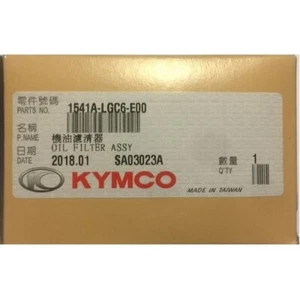 零件號碼
PARTS NO. 1541A-LGC6-E00
名稱
P.NAME 機油濾清器
OIL FILTER ASSY
日期
DATE 2018.01 SA03023A
數量
Q'TY 1
KYMCO
MADE IN TAIWAN